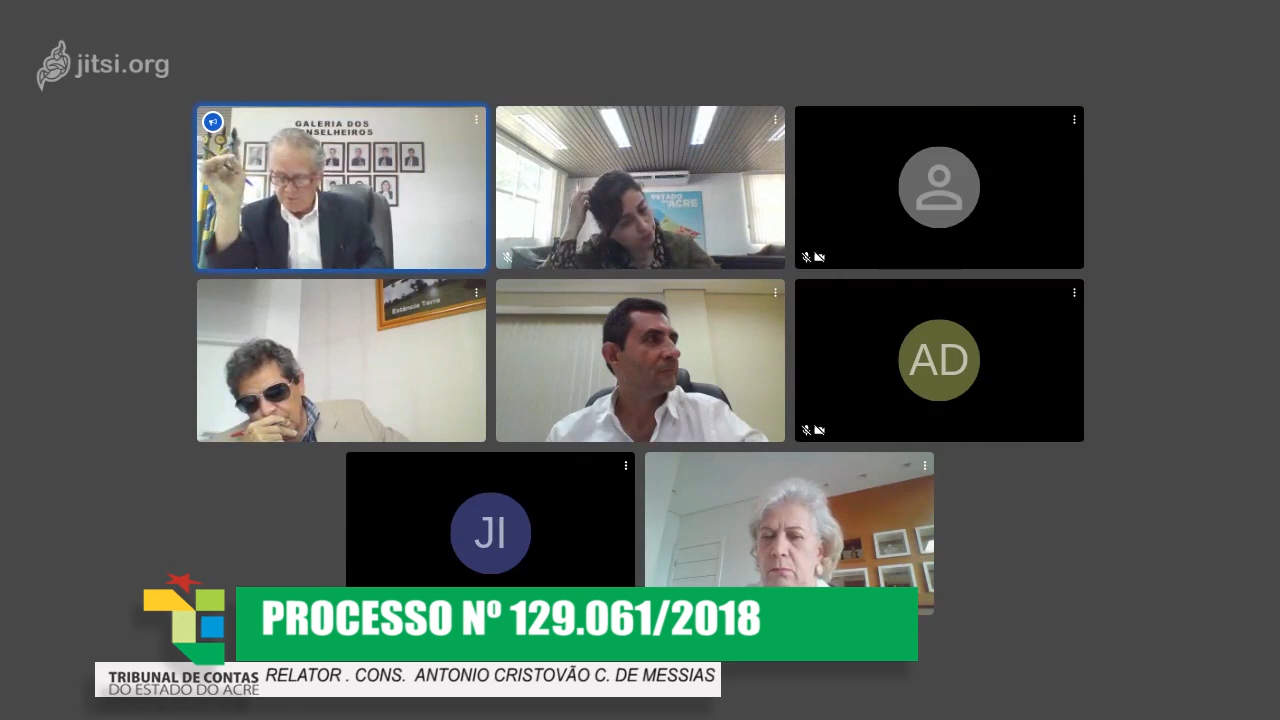 jitsi.org
GALERIA DOS
NSELHEIROS
ESTADO
ACRE
Estância Terra
AD
JI
PROCESSO Nº 129.061/2018
TRIBUNAL DE CONTAS
DO ESTADO DO ACRE
RELATOR . CONS. ANTONIO CRISTOVÃO C. DE MESSIAS